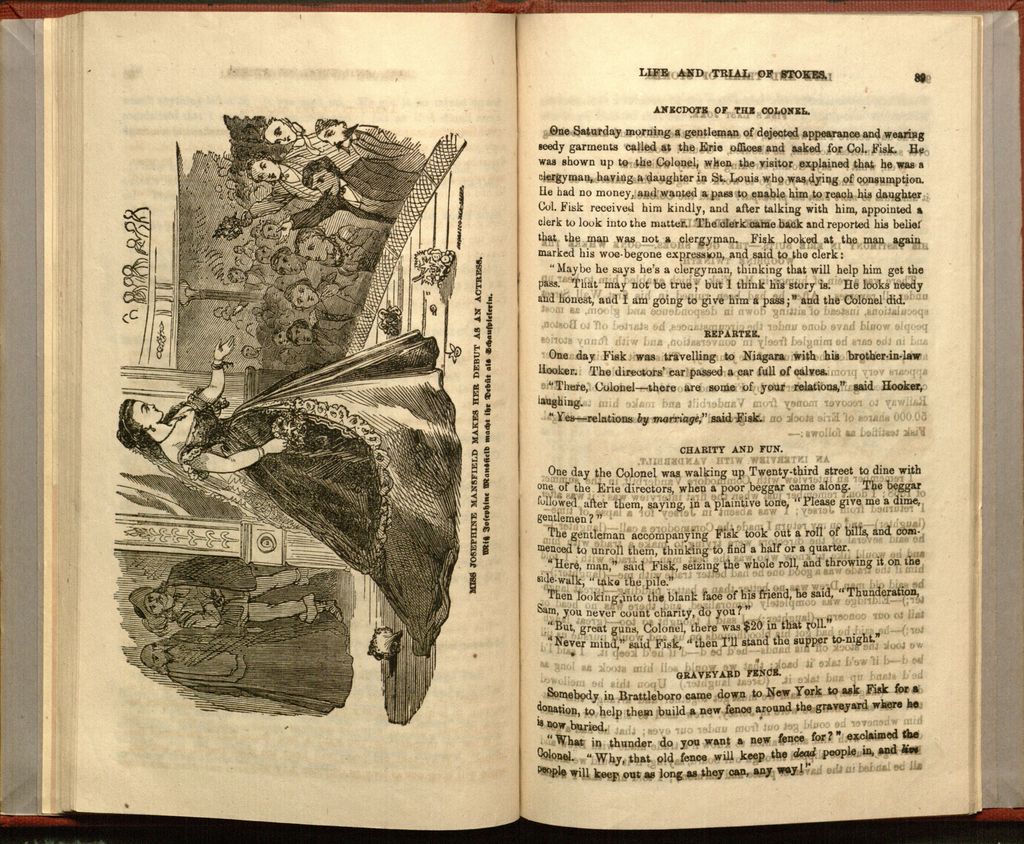 MISS JOSEPHINE MANSFIELD MAKES HER DEBUT AS AN ACTRESS.
Miß Josephine Mansfield macht ihr Debüt als Schauspielerin.
LIFE AND TRIAL OF STOKES.
89
ANECDOTE OF THE COLONEL.
One Saturday morning a gentleman of dejected appearance and wearing
seedy garments called at the Erie offices and asked for Col. Fisk. He
was shown up to the Colonel, when the visitor explained that he was a
clergyman, having a daughter in St. Louis who was dying of consumption.
He had no money, and wanted a pass to enable him to reach his daughter
Col. Fisk received him kindly, and after talking with him, appointed a
clerk to look into the matter. The clerk came back and reported his belief
that the man was not a clergyman. Fisk looked at the man again
marked his woe-begone expression, and said to the clerk:
"Maybe he says he's a clergyman, thinking that will help him get the
pass. That may not be true; but I think his story is. He looks needy
and honest, and I am going to give him a pass;" and the Colonel did.
REPARTEE.
One day Fisk was travelling to Niagara with his brother-in-law
Hooker. The directors' car passed a car full of calves.
"There, Colonel—there are some of your relations," said Hooker,
laughing.
"Yes—relations by marriage," said Fisk.
CHARITY AND FUN.
One day the Colonel was walking up Twenty-third street to dine with
one of the Erie directors, when a poor beggar came along. The beggar
followed after them, saying, in a plaintive tone, "Please give me a dime,
gentlemen?"
The gentleman accompanying Fisk took out a roll of bills, and com-
menced to unroll them, thinking to find a half or a quarter.
"Here, man," said Fisk, seizing the whole roll, and throwing it on the
side-walk, "take the pile."
Then looking into the blank face of his friend, he said, "Thunderation,
Sam, you never count charity, do you?"
"But, great guns, Colonel, there was $20 in that roll."
"Never mind," said Fisk, "then I'll stand the supper to-night."
GRAVEYARD FENCE.
Somebody in Brattleboro came down to New York to ask Fisk for a
donation, to help them build a new fence around the graveyard where he
is now buried.
"What in thunder do you want a new fence for?" exclaimed the
Colonel. "Why, that old fence will keep the dead people in, and live
people will keep out as long as they can, any way!"